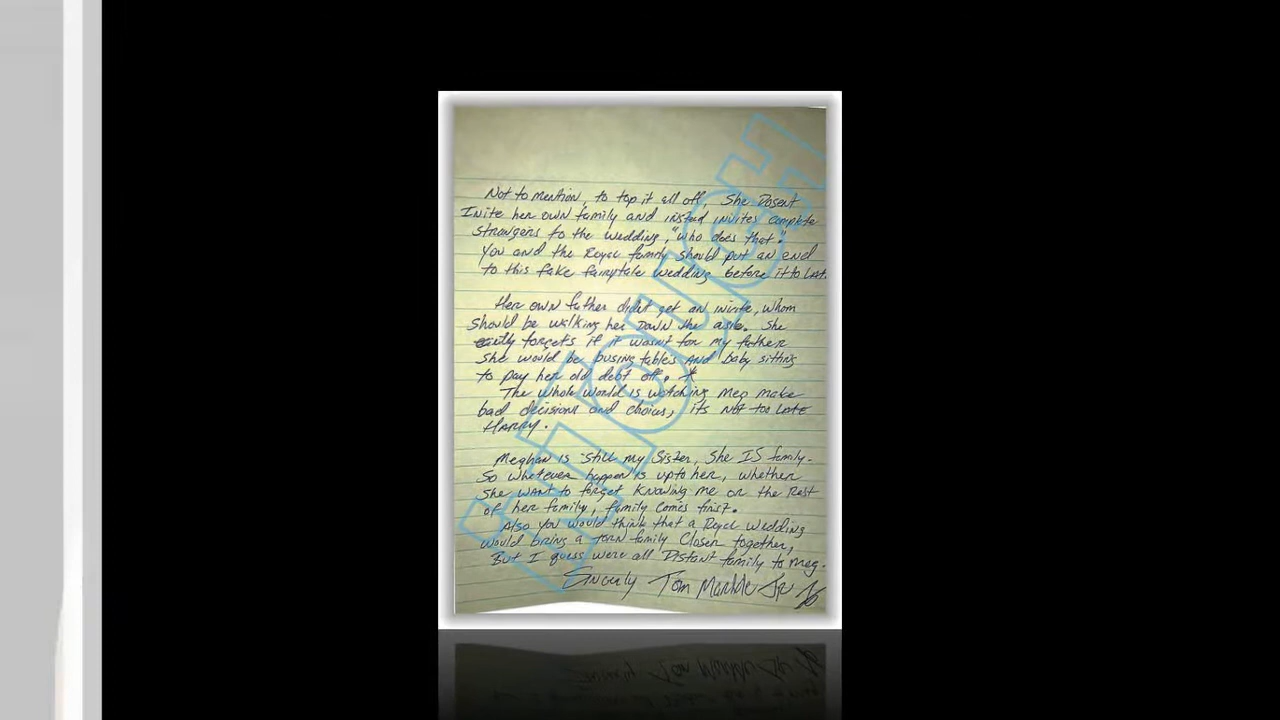 Not to mention, to top it all off, She Dosent
Invite her own family and instead invites complete
Strangers to the wedding, "who does that."
You and the Royal family should put an end
to this fake fairytale wedding before it to Late.
Her own father didn't get an invite, whom
should be walking her DOWN the asle. She
forgets if it wasn't for my father
She would be busing tables AND baby sitting
to pay her old debt off.
The whole world is watching Meg make
bad decisions and choices, its NOT too LATE
HARRY.
Meghan is still my Sister, She IS family.
So whatever happen is upto her, whether
She WANT to forget Knowing me or the Rest
of her family, family comes first.
Also you would think that a Royal Wedding
would bring a torn family Closer together,
But I guess were all Distant family to Meg.
Sincerly Tom Markle Jr